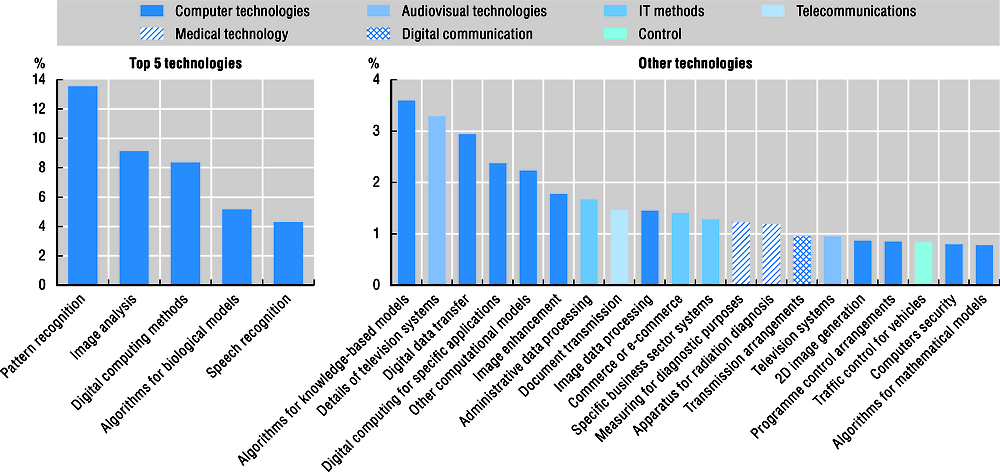 Computer technologies
Audiovisual technologies
IT methods
Telecommunications
Medical technology
Digital communication
Control
%
Top 5 technologies
14
12
10
8
6
4
2
0
Pattern recognition
Image analysis
Digital computing methods
Algorithms for biological models
Speech recognition
%
Other technologies
4
3
2
1
0
Algorithms for knowledge-based models
Details of television systems
Digital data transfer
Digital computing for specific applications
Other computational models
Image enhancement
Administrative data processing
Document transmission
Image data processing
Commerce or e-commerce
Specific business sector systems
Measuring for diagnostic purposes
Apparatus for radiation diagnosis
Transmission arrangements
Television systems
2D image generation
Programme control arrangements
Traffic control for vehicles
Computers security
Algorithms for mathematical models